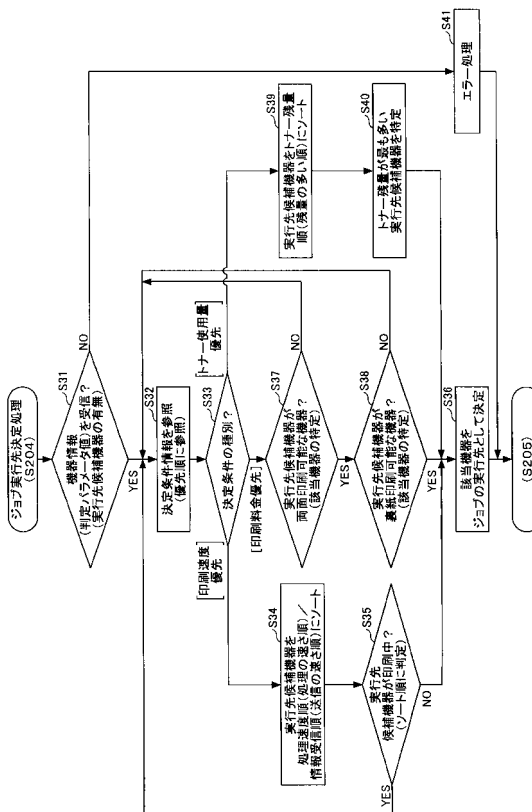 ジョブ実行先決定処理
(S204)
S31
機器情報
(判定パラメータ値)を受信?
(実行先候補機器の有無)
NO
YES
S32
決定条件情報を参照
(優先順に参照)
S33
決定条件の種別?
[印刷速度
優先]
[印刷料金優先]
[トナー使用量
優先]
S34
実行先候補機器を
処理速度順(処理の速さ順)/
情報受信順(送信の速さ順)にソート
S35
実行先
候補機器が印刷中?
(ソート順に判定)
YES
NO
S37
実行先候補機器が
両面印刷可能な機器?
(該当機器の特定)
NO
YES
S38
実行先候補機器が
裏紙印刷可能な機器?
(該当機器の特定)
NO
YES
S39
実行先候補機器をトナー残量
順(残量の多い順)にソート
S40
トナー残量が最も多い
実行先候補機器を特定
S36
該当機器を
ジョブの実行先として決定
S41
エラー処理
(S205)